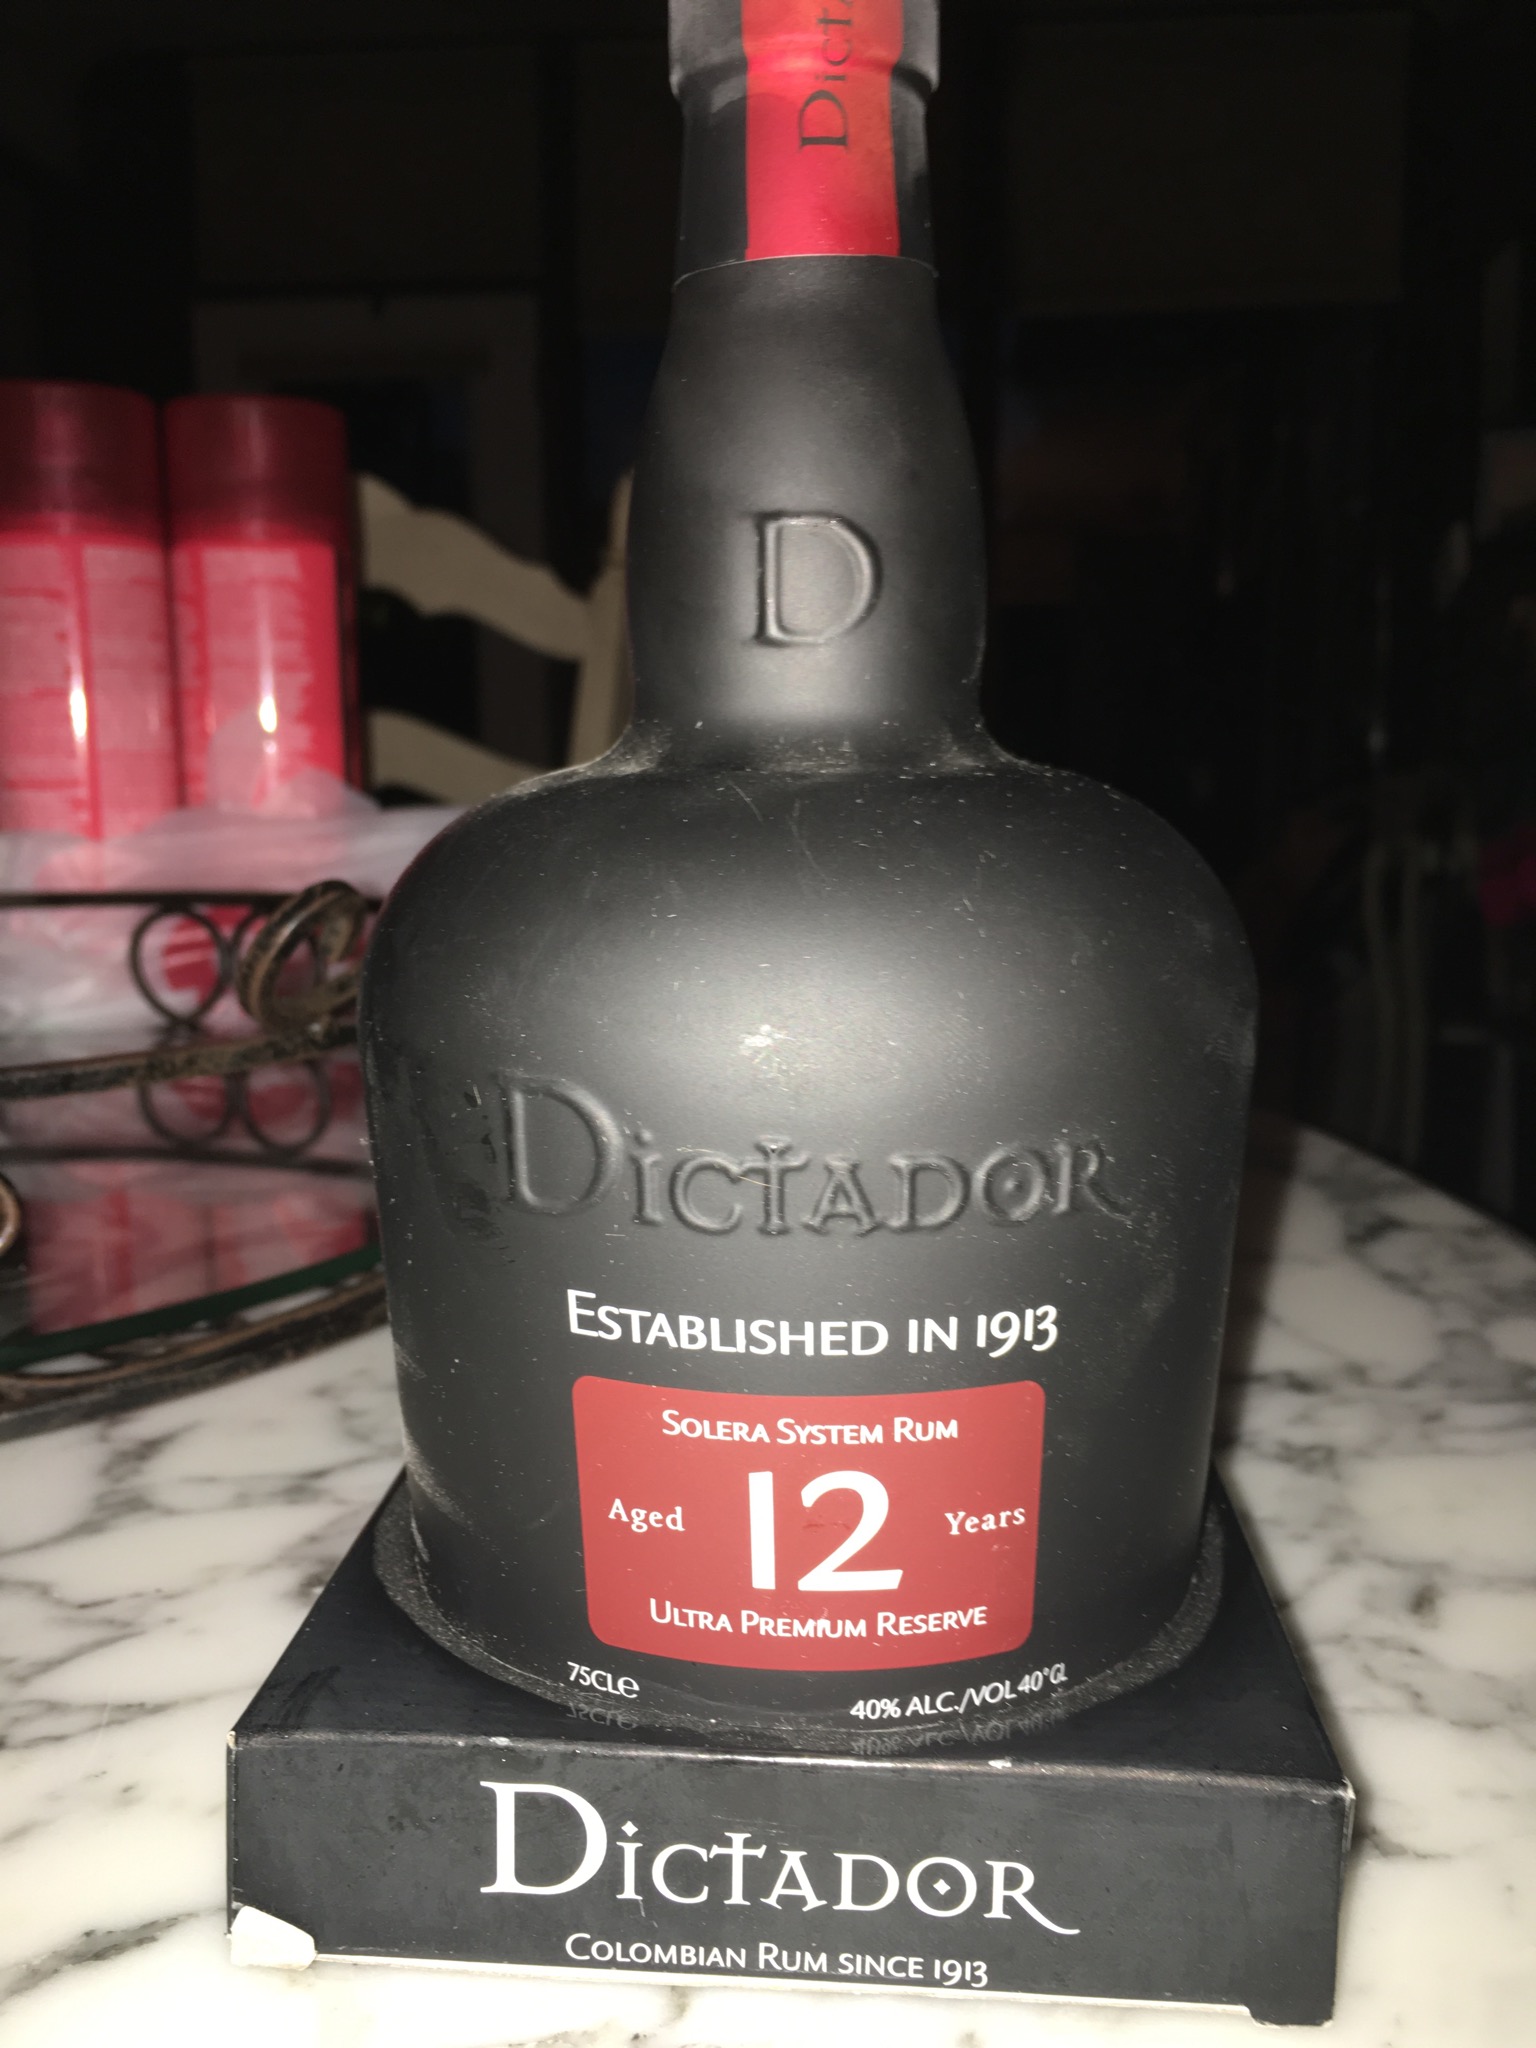 Dicta
D
Dictador
Established in 1913
Solera System Rum
Aged 12 Years
Ultra Premium Reserve
75CLe 40% ALC./VOL 40°GL
Dictador
Colombian Rum since 1913